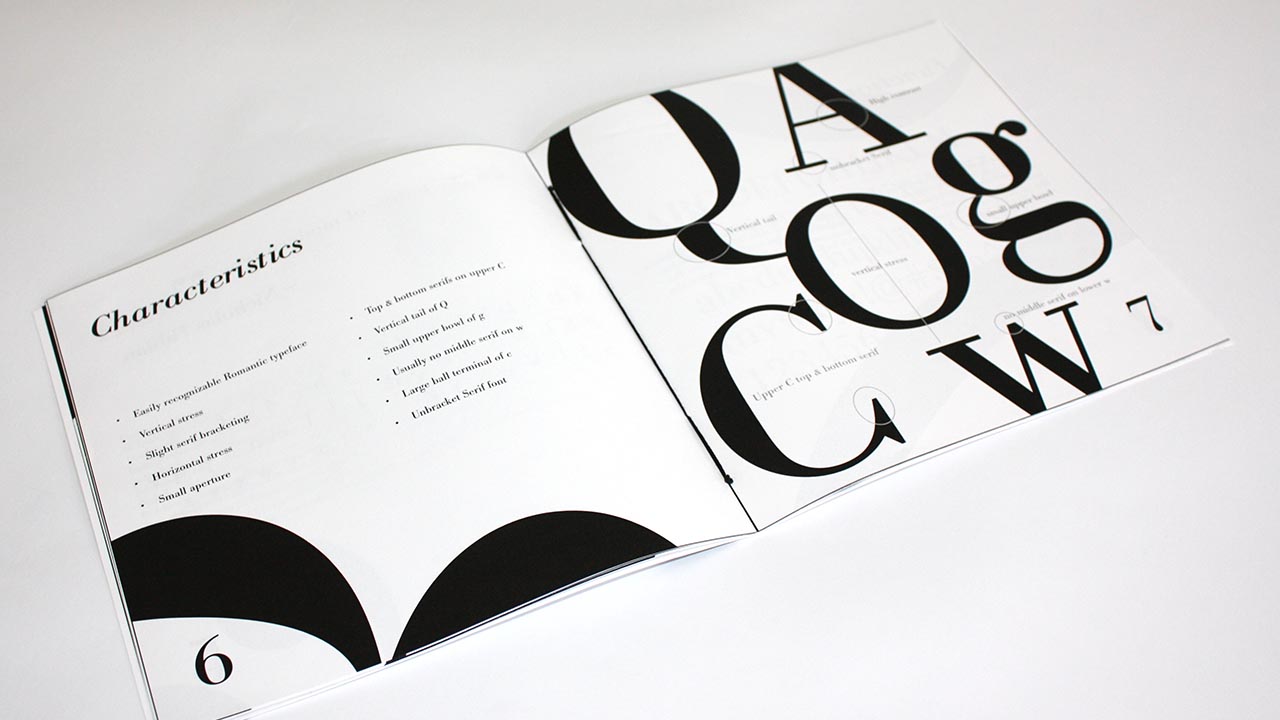 Characteristics
Easily recognizable Romantic typeface
Vertical stress
Slight serif bracketing
Horizontal stress
Small aperture
Top & bottom serifs on upper C
Vertical tail of Q
Small upper bowl of g
Usually no middle serif on w
Large ball terminal of c
Unbracket Serif font
6
Q A
High contrast
unbracket Serif
g
small upper bowl
Vertical tail
O
vertical stress
no middle serif on lower w
C
Upper C top & bottom serif
w
7